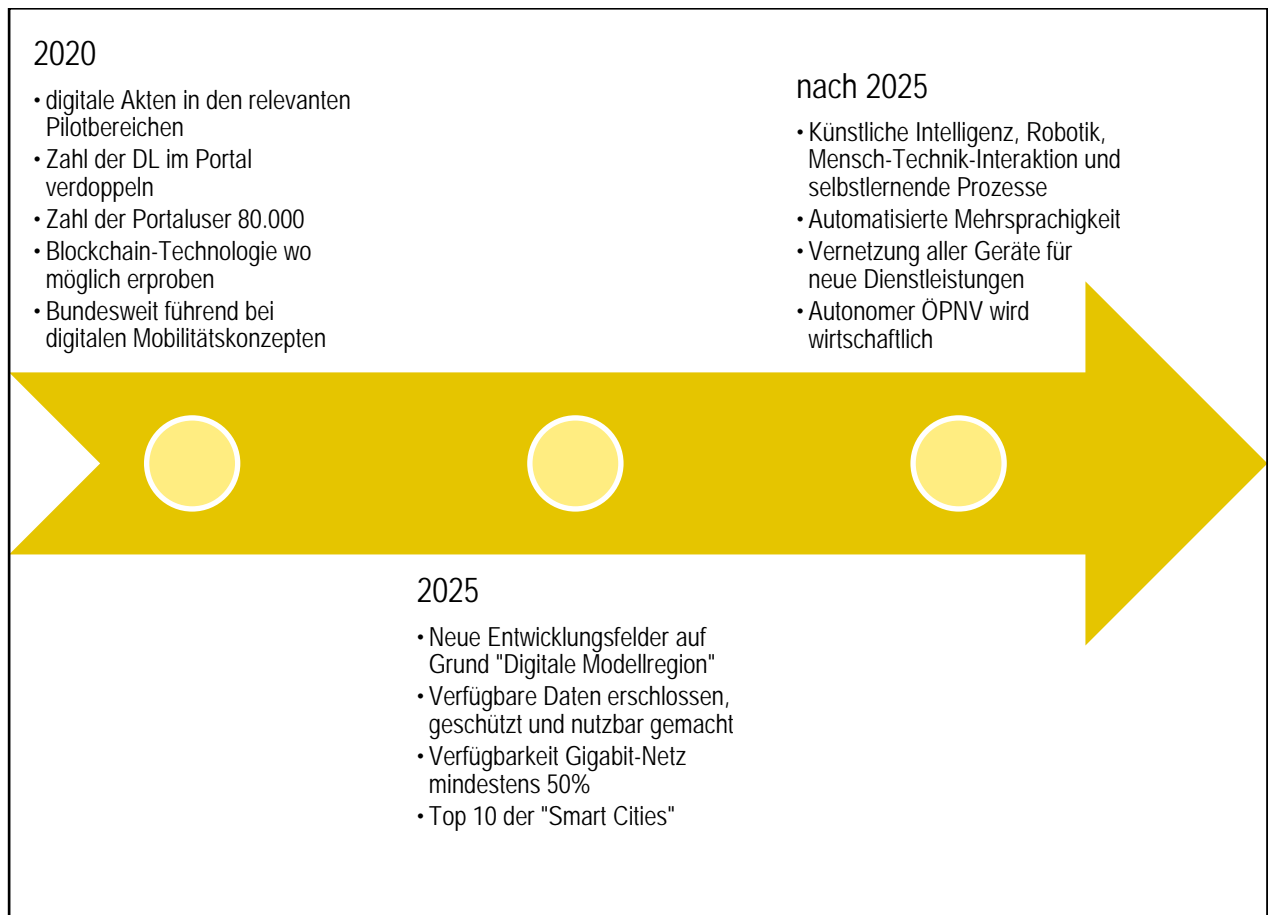 2020
• digitale Akten in den relevanten
Pilotbereichen
• Zahl der DL im Portal
verdoppeln
• Zahl der Portaluser 80.000
• Blockchain-Technologie wo
möglich erproben
• Bundesweit führend bei
digitalen Mobilitätskonzepten
2025
• Neue Entwicklungsfelder auf
Grund "Digitale Modellregion"
• Verfügbare Daten erschlossen,
geschützt und nutzbar gemacht
• Verfügbarkeit Gigabit-Netz
mindestens 50%
• Top 10 der "Smart Cities"
nach 2025
• Künstliche Intelligenz, Robotik,
Mensch-Technik-Interaktion und
selbstlernende Prozesse
• Automatisierte Mehrsprachigkeit
• Vernetzung aller Geräte für
neue Dienstleistungen
• Autonomer ÖPNV wird
wirtschaftlich